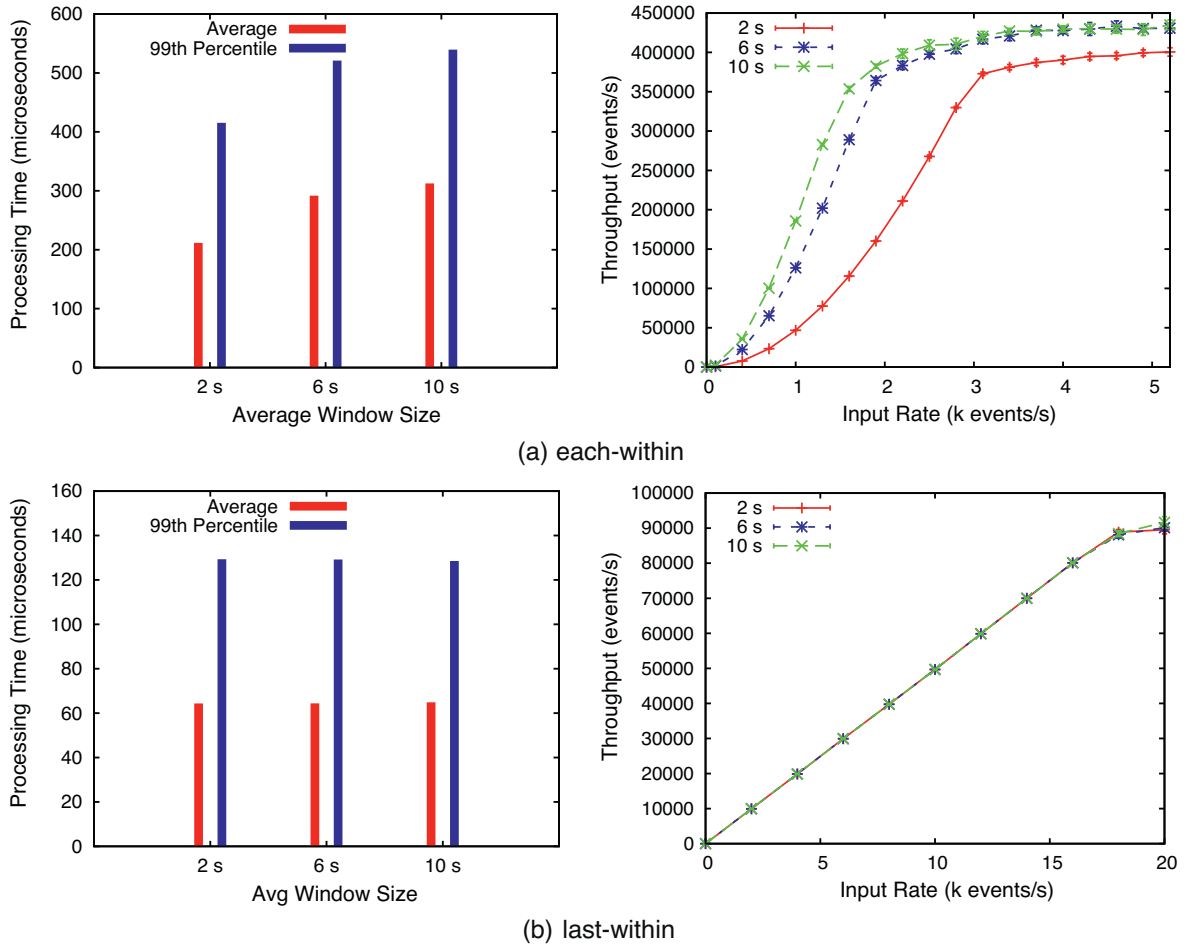 Processing Time (microseconds)
600
500
400
300
200
100
0
Average
99th Percentile
2 s
6 s
10 s
Average Window Size
Throughput (events/s)
450000
400000
350000
300000
250000
200000
150000
100000
50000
0
2 s
6 s
10 s
0
1
2
3
4
5
Input Rate (k events/s)
(a) each-within
Processing Time (microseconds)
160
140
120
100
80
60
40
20
0
Average
99th Percentile
2 s
6 s
10 s
Avg Window Size
Throughput (events/s)
100000
90000
80000
70000
60000
50000
40000
30000
20000
10000
0
2 s
6 s
10 s
0
5
10
15
20
Input Rate (k events/s)
(b) last-within